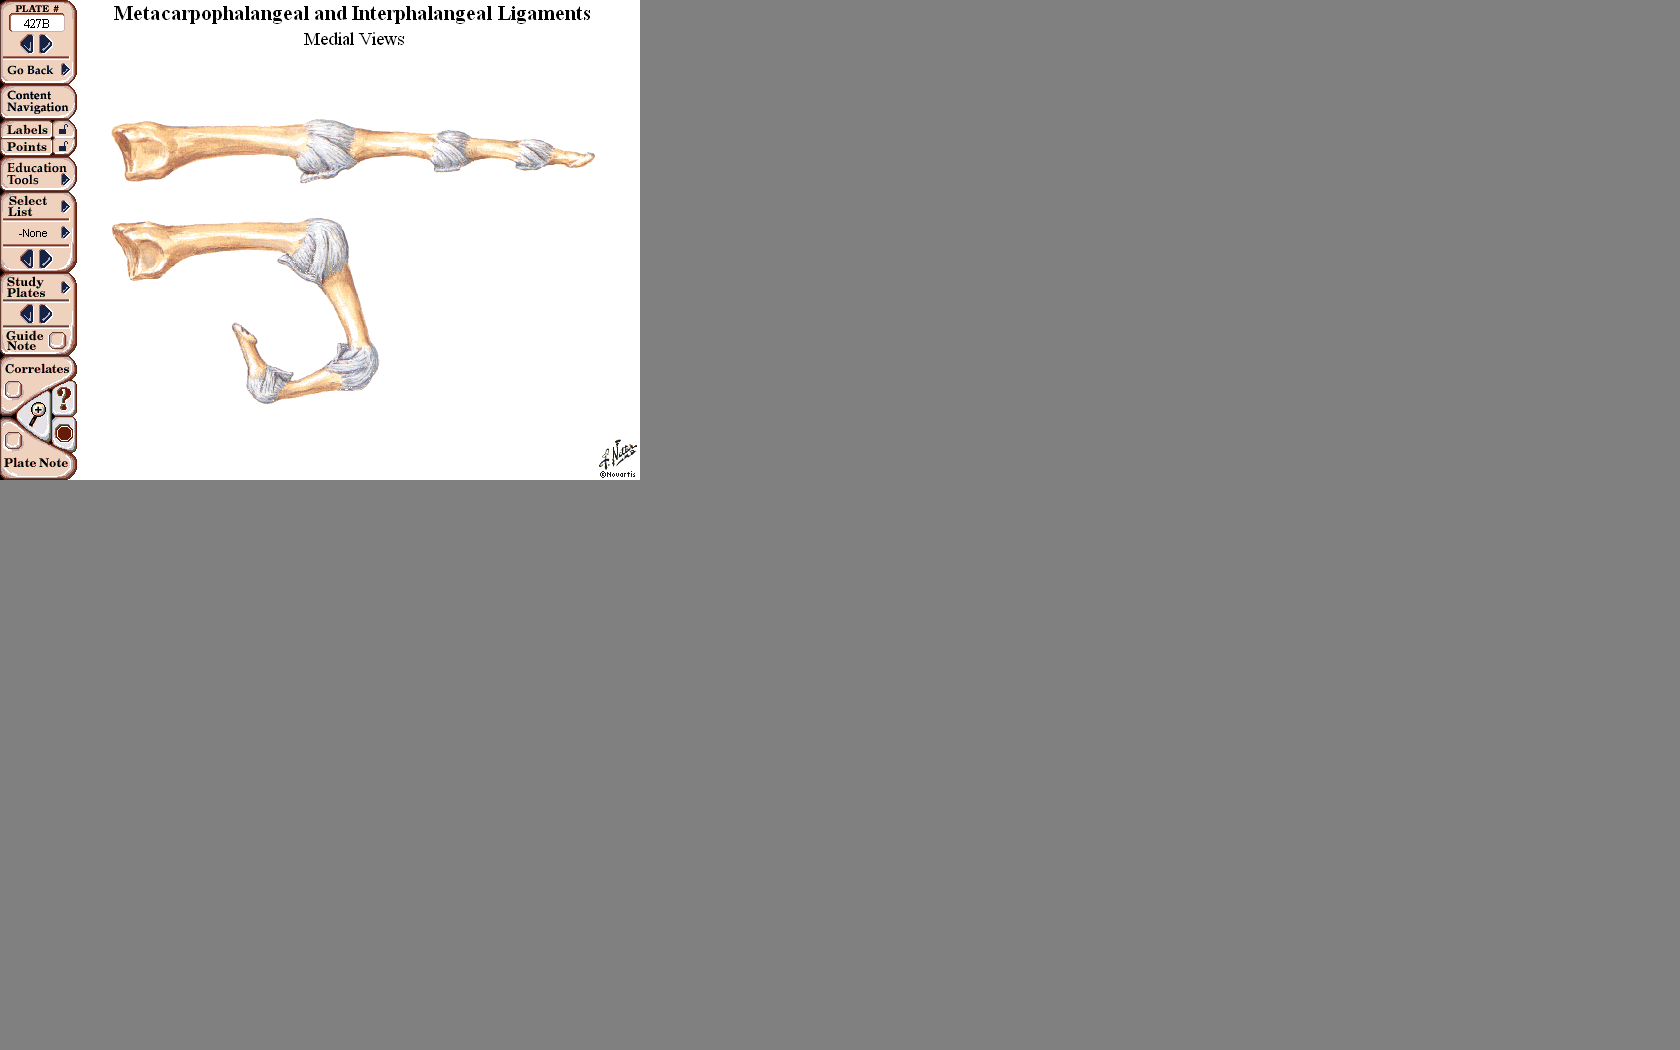 PLATE #
427B
Go Back
Content
Navigation
Labels
Points
Education
Tools
Select
List
-None
Study
Plates
Guide
Note
Correlates
?
Plate Note
Metacarpophalangeal and Interphalangeal Ligaments
Medial Views
f. Netter
©Novartis